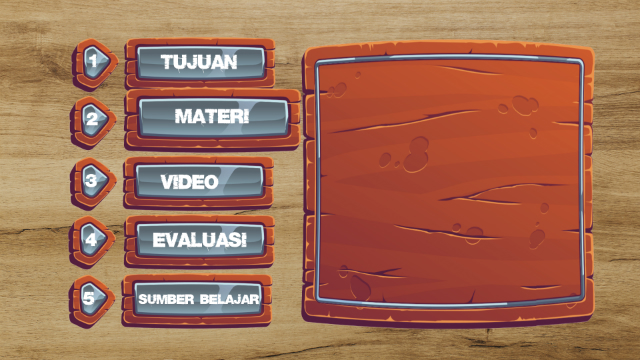 1 TUJUAN
2 MATERI
3 VIDEO
4 EVALUASI
5 SUMBER BELAJAR